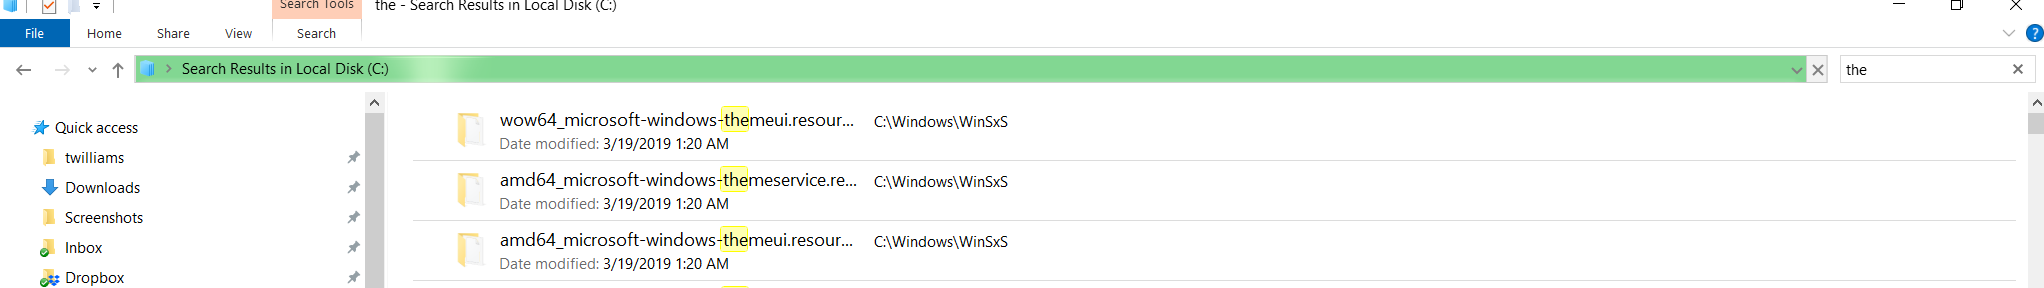 Search Tools the - Search Results in Local Disk (C:)
File Home Share View Search
Search Results in Local Disk (C:) the
Quick access
twilliams
Downloads
Screenshots
Inbox
Dropbox
wow64_microsoft-windows-themeui.resour... C:\Windows\WinSxS
Date modified: 3/19/2019 1:20 AM
amd64_microsoft-windows-themeservice.re... C:\Windows\WinSxS
Date modified: 3/19/2019 1:20 AM
amd64_microsoft-windows-themeui.resour... C:\Windows\WinSxS
Date modified: 3/19/2019 1:20 AM